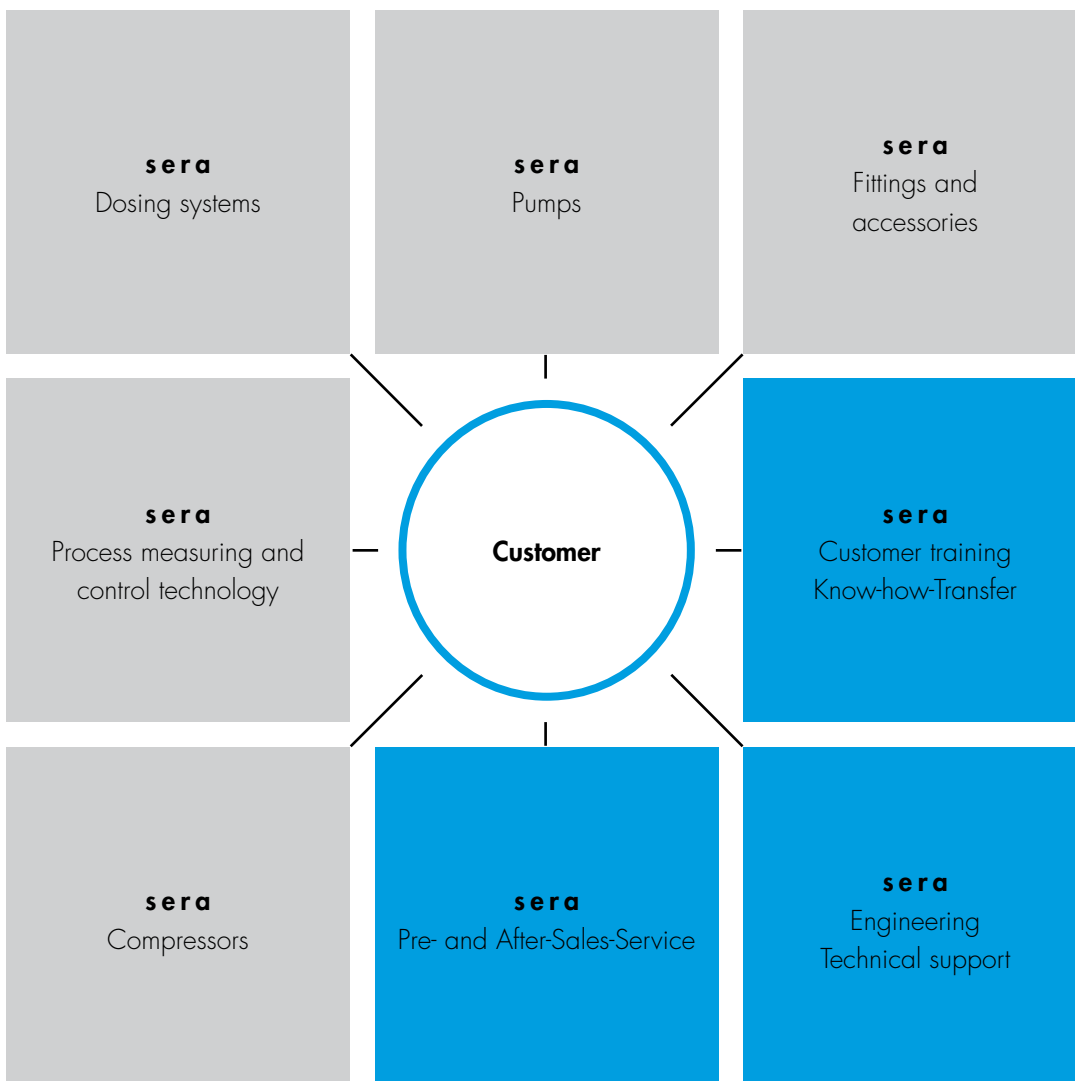 sera
Dosing systems
sera
Pumps
sera
Fittings and
accessories
sera
Process measuring and
control technology
Customer
sera
Customer training
Know-how-Transfer
sera
Compressors
sera
Pre- and After-Sales-Service
sera
Engineering
Technical support